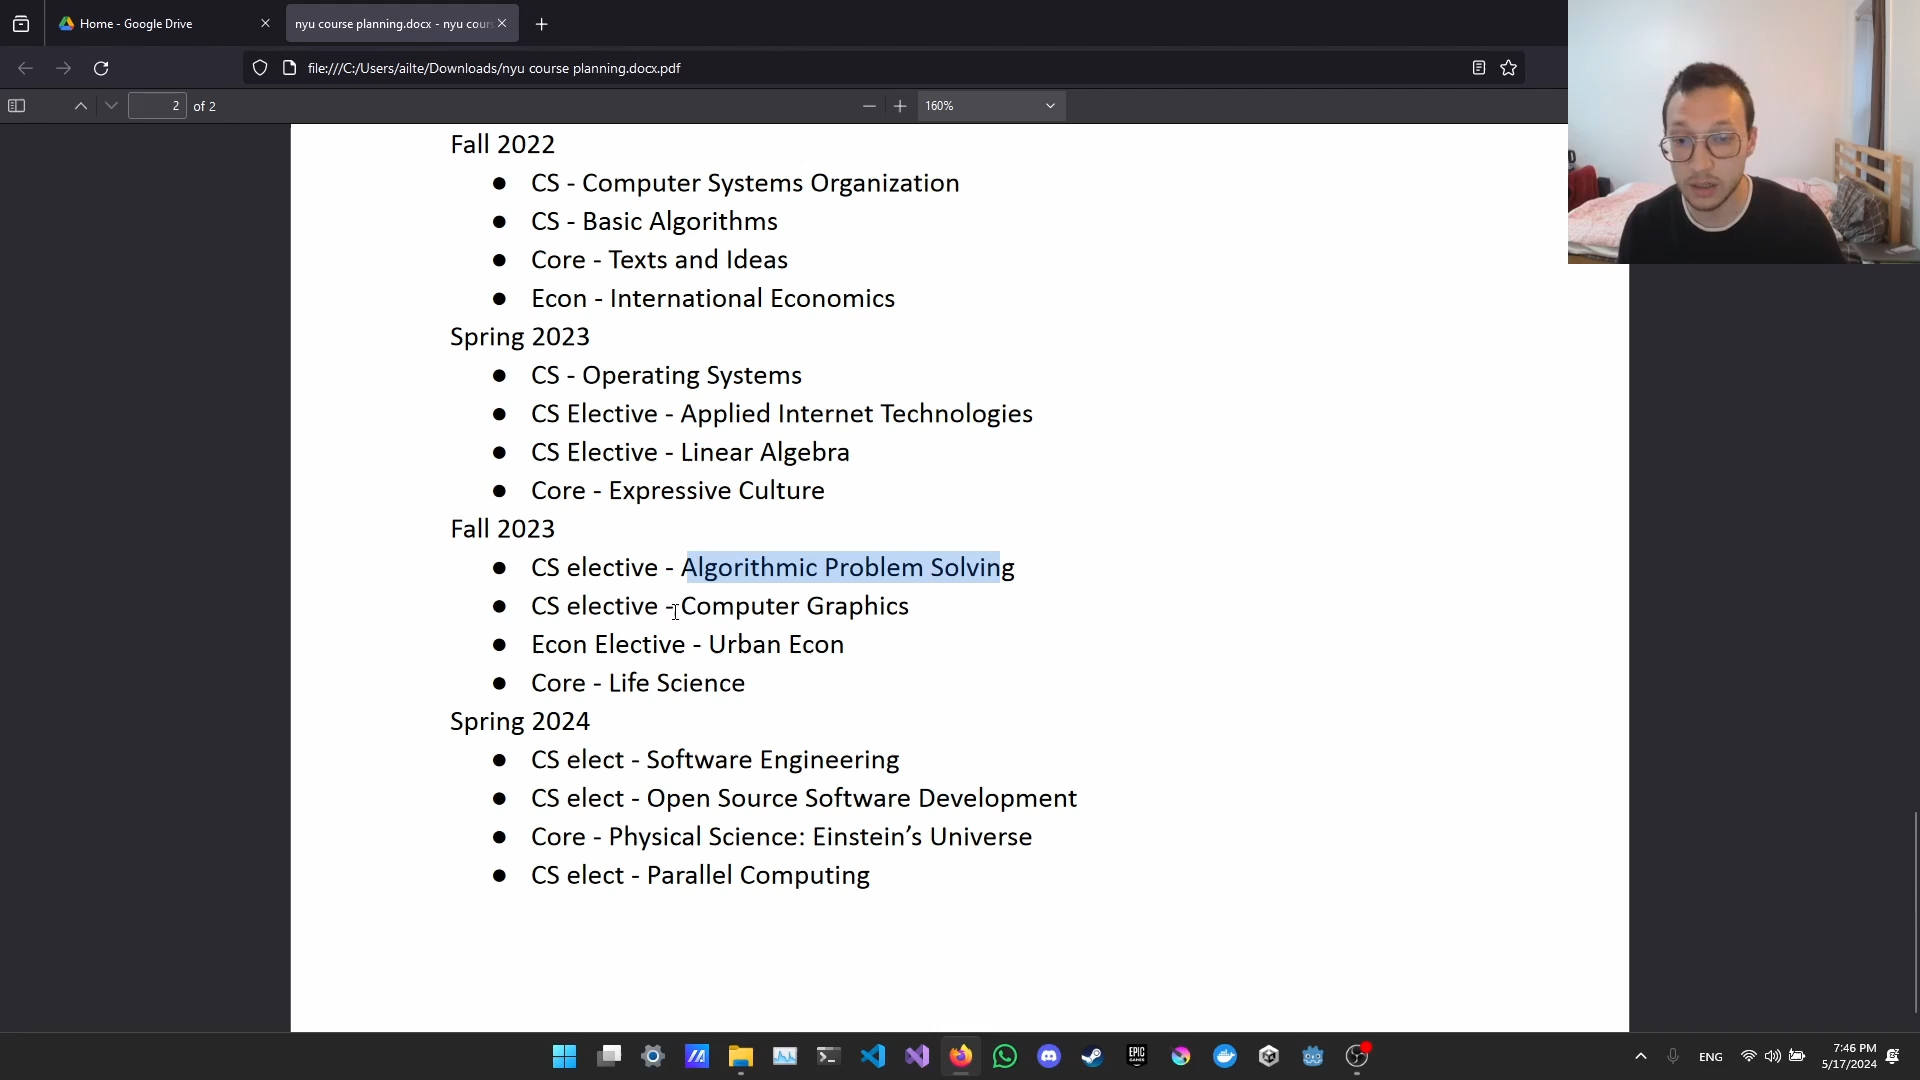 Home - Google Drive
nyu course planning.docx - nyu cour
file:///C:/Users/ailte/Downloads/nyu course planning.docx.pdf
2 of 2
160%
Fall 2022
● CS - Computer Systems Organization
● CS - Basic Algorithms
● Core - Texts and Ideas
● Econ - International Economics
Spring 2023
● CS - Operating Systems
● CS Elective - Applied Internet Technologies
● CS Elective - Linear Algebra
● Core - Expressive Culture
Fall 2023
● CS elective - Algorithmic Problem Solving
● CS elective - Computer Graphics
● Econ Elective - Urban Econ
● Core - Life Science
Spring 2024
● CS elect - Software Engineering
● CS elect - Open Source Software Development
● Core - Physical Science: Einstein’s Universe
● CS elect - Parallel Computing
EPIC
GAMES
ENG
7:46 PM
5/17/2024